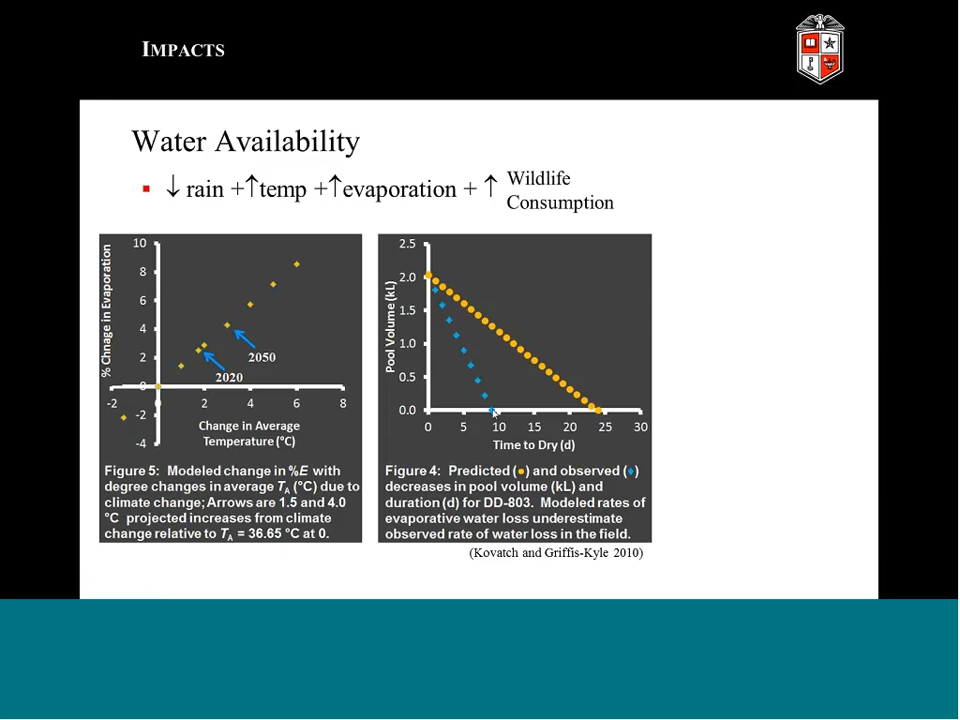 IMPACTS
Water Availability
▪ ↓ rain +↑temp +↑evaporation + ↑ Wildlife
Consumption
10
8
6
4
2
0
-2
-4
% Chnage in Evaporation
-2 0 2 4 6 8
2050
2020
Change in Average
Temperature (°C)
Figure 5: Modeled change in %E with
degree changes in average TA (°C) due to
climate change; Arrows are 1.5 and 4.0
°C projected increases from climate
change relative to TA = 36.65 °C at 0.
2.5
2.0
1.5
1.0
0.5
0.0
Pool Volume (kL)
0 5 10 15 20 25 30
Time to Dry (d)
Figure 4: Predicted (●) and observed (♦)
decreases in pool volume (kL) and
duration (d) for DD-803. Modeled rates of
evaporative water loss underestimate
observed rate of water loss in the field.
(Kovatch and Griffis-Kyle 2010)